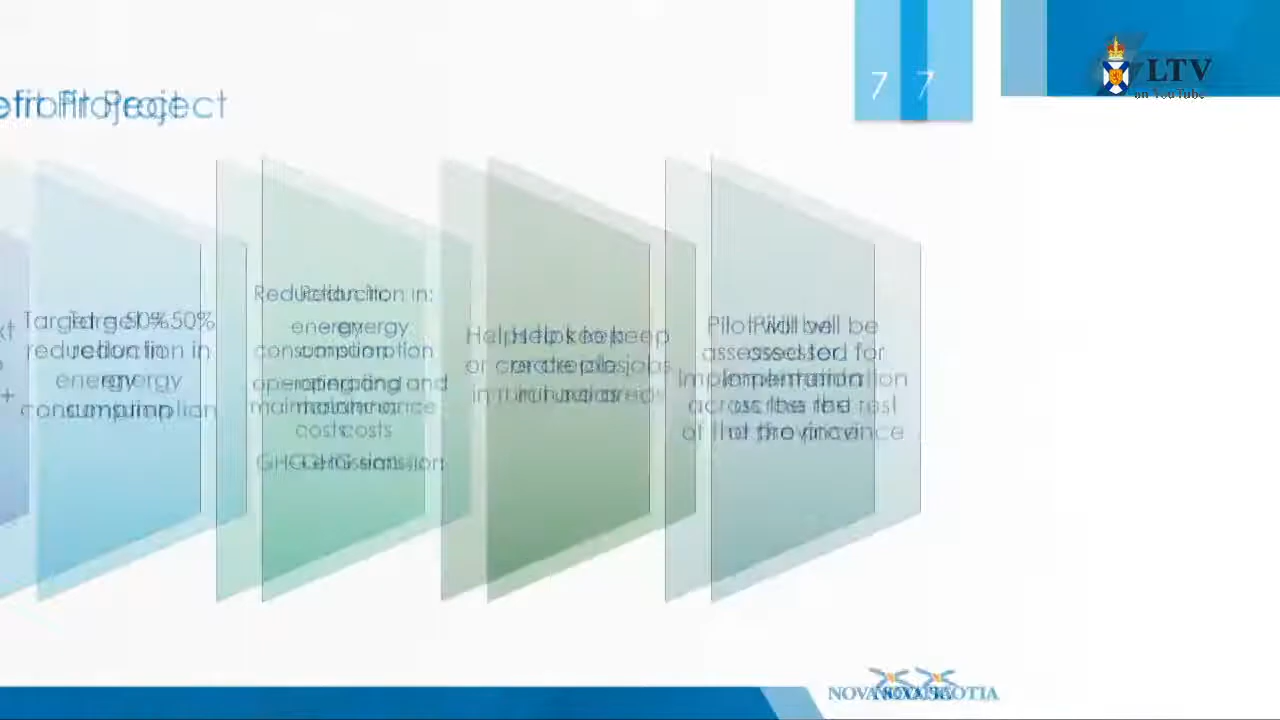 7 7
LTV
on YouTube
Project
Target 50%
reduction in
energy
consumption
Reduction in:
energy
consumption
operating and
maintenance
costs
GHG emissions
Helps to keep
or create jobs
in rural areas
Pilot will be
assessed for
implementation
across the rest
of the province
NOVA SCOTIA